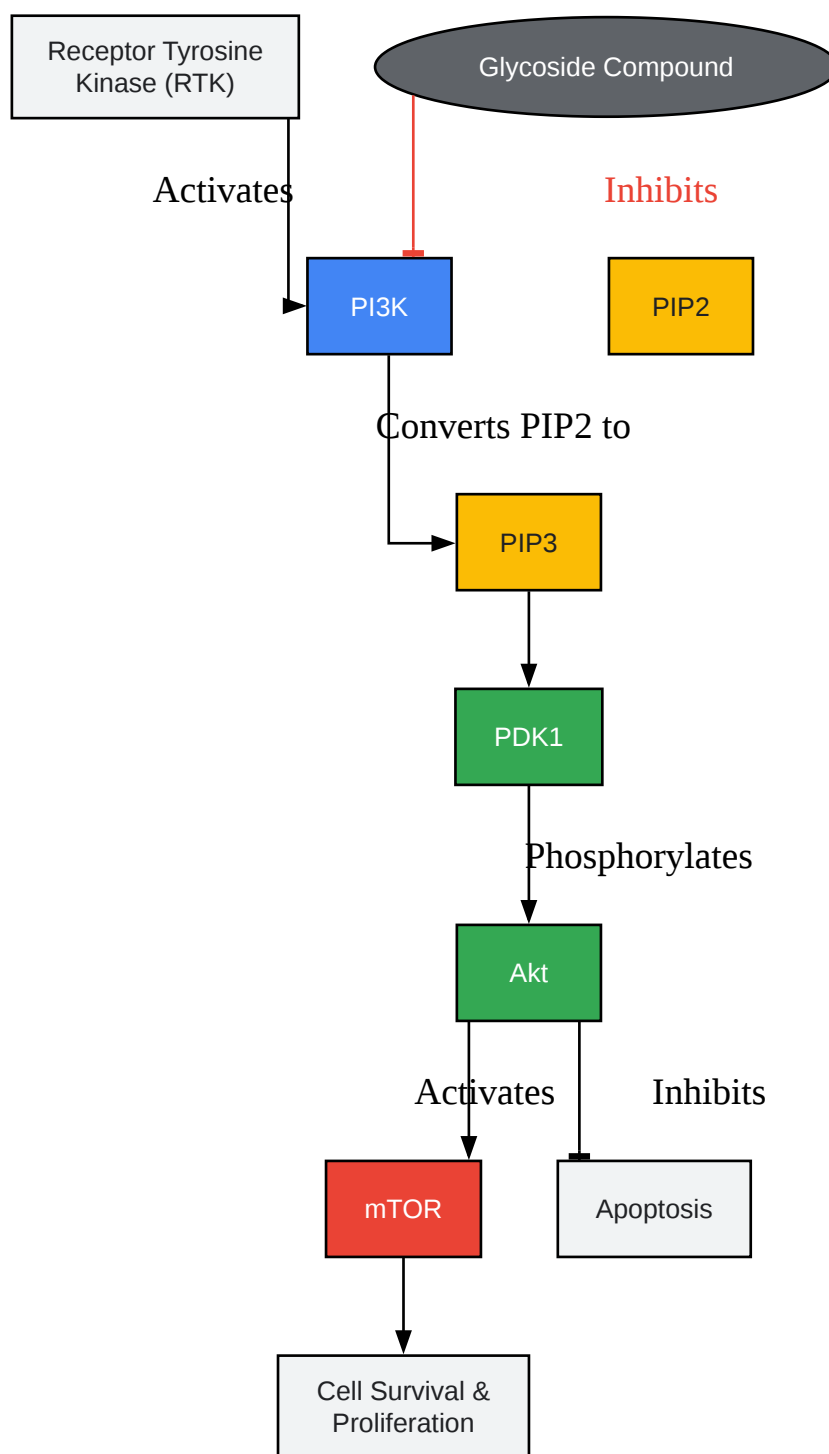 Receptor Tyrosine
Kinase (RTK)
Glycoside Compound
Activates
Inhibits
PI3K
PIP2
Converts PIP2 to
PIP3
PDK1
Phosphorylates
Akt
Activates
Inhibits
mTOR
Apoptosis
Cell Survival &
Proliferation